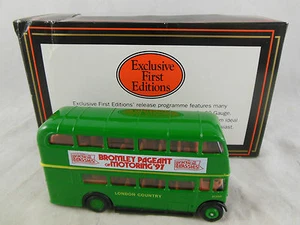 Exclusive
First
Editions
Exclusive First Editions' release programme features many
Gauge.
ideal
east.
BROMLEY PAGEANT
OF MOTORING '97
LONDON COUNTRY